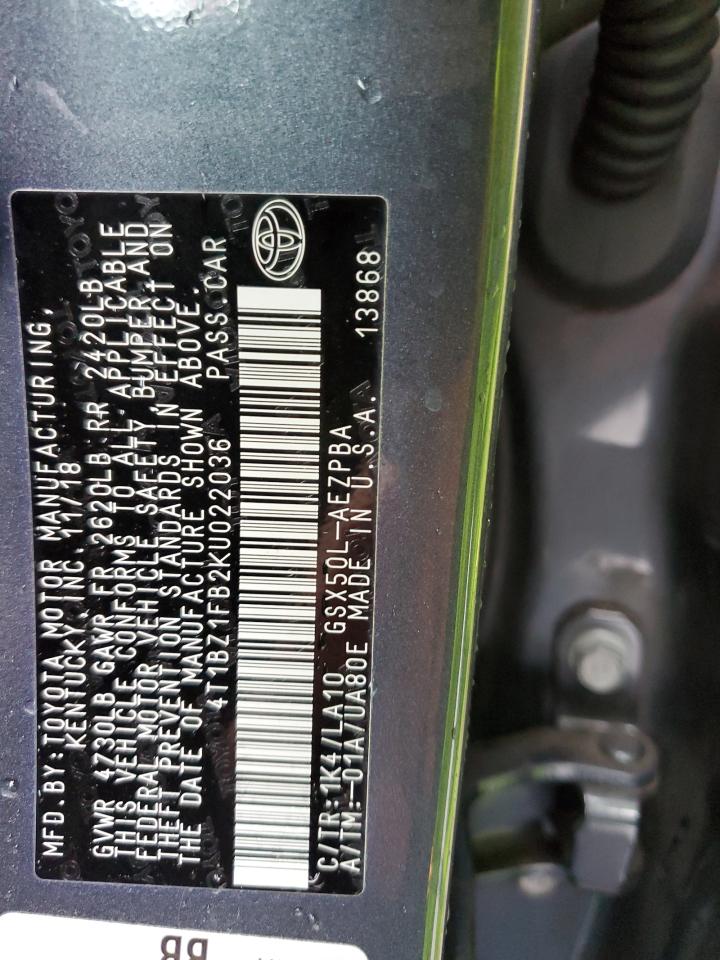 MFD.BY:TOYOTA MOTOR MANUFACTURING,
KENTUCKY,INC. 11/18
GVWR 4730LB GAWR FR 2620LB RR 2420LB
THIS VEHICLE CONFORMS TO ALL APPLICABLE
FEDERAL MOTOR VEHICLE SAFETY, BUMPER, AND
THEFT PREVENTION STANDARDS IN EFFECT ON
THE DATE OF MANUFACTURE SHOWN ABOVE.
4T1BZ1FB2KU022036 PASS.CAR
C/TR:1K4/LA10 GSX50L-AEZPBA
A/TM:-01A/UA80E MADE IN U.S.A. 13868
BB